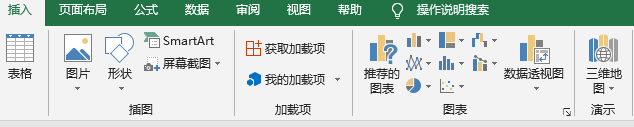 插入 页面布局 公式 数据 审阅 视图 帮助 操作说明搜索
表格 图片 形状 SmartArt 屏幕截图 获取加载项 我的加载项 推荐的图表 数据透视图 三维地图
插图 加载项 图表 演示